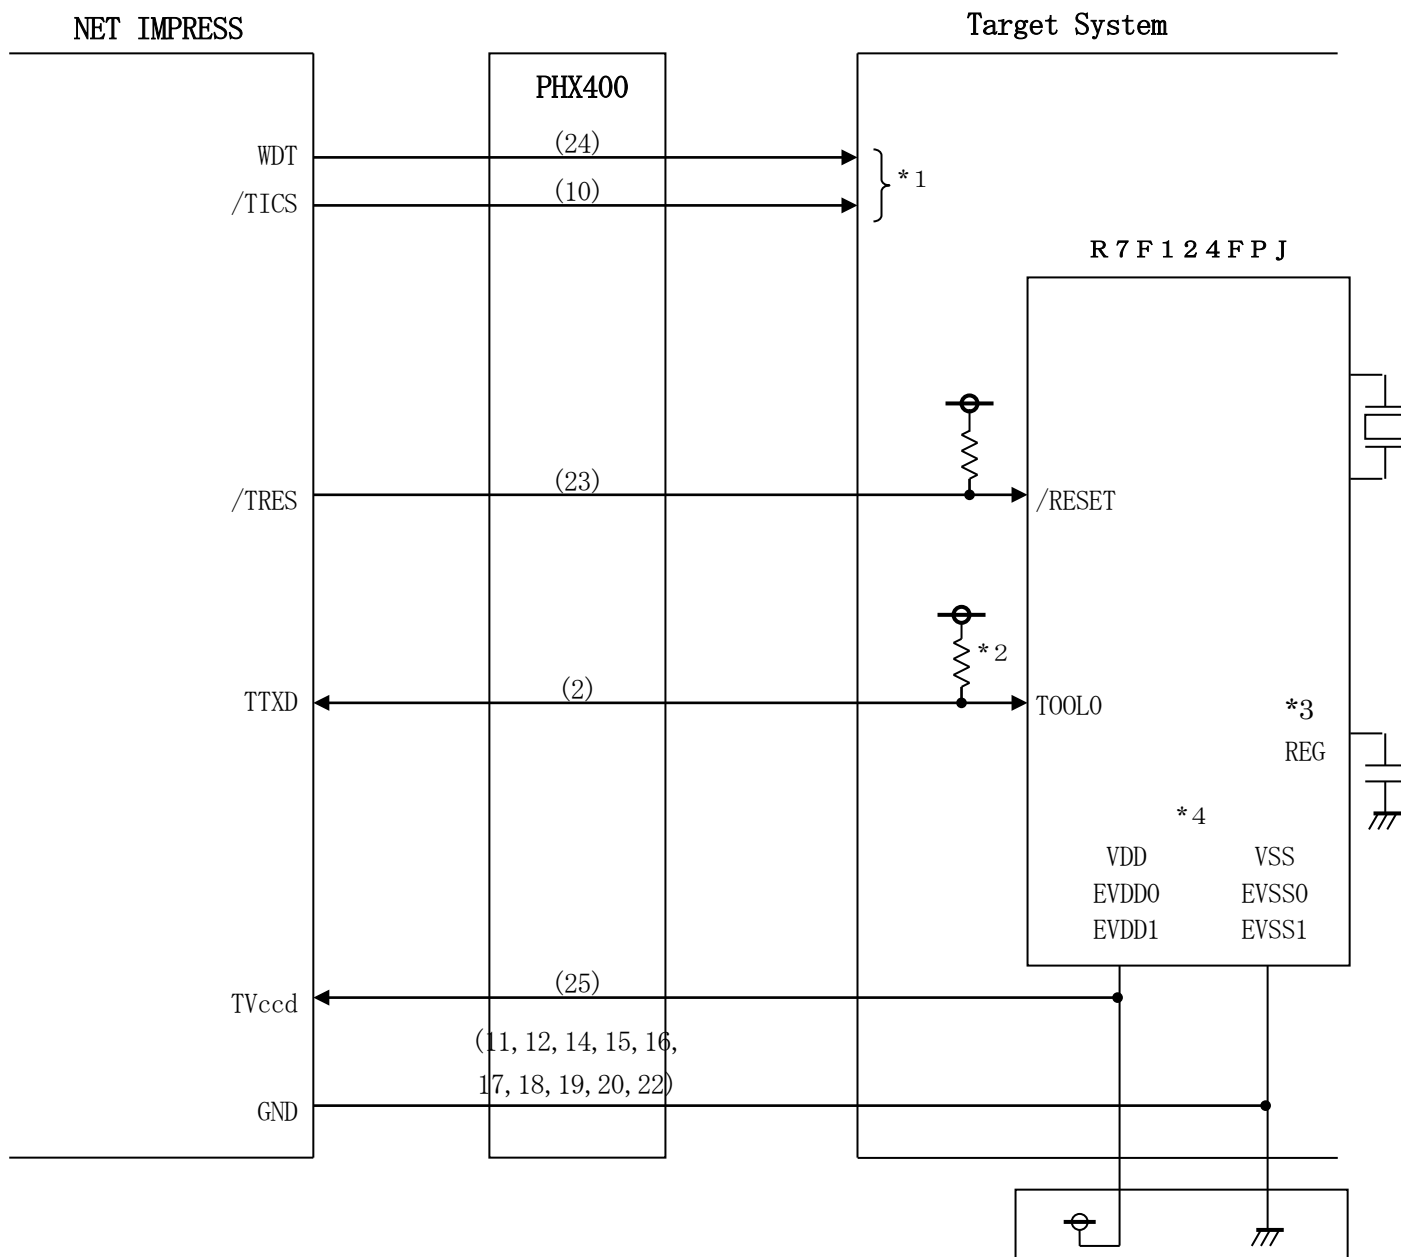 NET IMPRESS
Target System
PHX400
WDT
(24)
*1
/TICS
(10)
R7F124FPJ
/TRES
(23)
/RESET
*2
TTXD
(2)
TOOL0
*3
REG
*4
VDD
VSS
EVDD0
EVSS0
EVDD1
EVSS1
TVccd
(25)
(11,12,14,15,16,
17,18,19,20,22)
GND